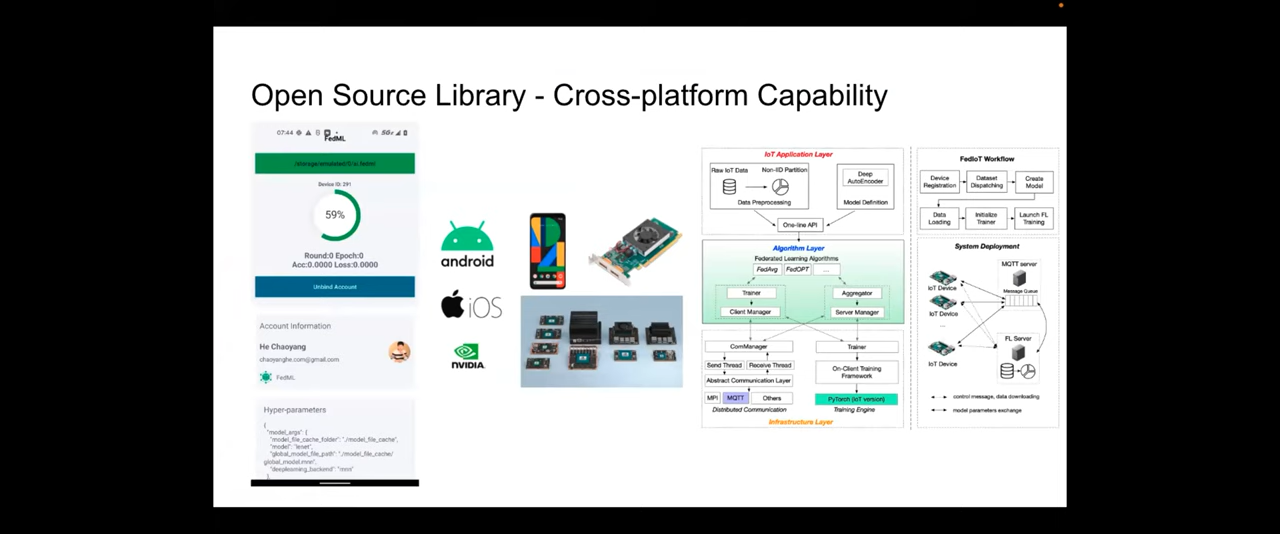 Open Source Library - Cross-platform Capability
07:44
5G
FedML
Device ID: 291
59%
Round:0 Epoch:0
Acc:0.0000 Loss:0.0000
Unbind Account
Account Information
He Chaoyang
chaoyanghe.com@gmail.com
FedML
Hyper-parameters
{
"model_args": {
"model_file_cache_folder": "./model_file_cache",
"model": "lenet",
"global_model_file_path": "./model_file_cache/
global_model.mnn",
"deeplearning_backend": "mnn"
android
iOS
NVIDIA
IoT Application Layer
Raw IoT Data
Non-IID Partition
Data Preprocessing
Deep
AutoEncoder
Model Definition
One-line API
Algorithm Layer
Federated Learning Algorithms
FedAvg
FedOPT
...
Trainer
Client Manager
Aggregator
Server Manager
ComManager
Send Thread
Receive Thread
Abstract Communication Layer
MPI
MQTT
Others
Distributed Communication
Trainer
On-Client Training
Framework
PyTorch (IoT version)
Training Engine
Infrastructure Layer
FedIoT Workflow
Device
Registration
Dataset
Dispatching
Create
Model
Data
Loading
Initialize
Trainer
Launch FL
Training
System Deployment
MQTT server
Message Queue
IoT Device
IoT Device
...
IoT Device
FL Server
control message, data downloading
model parameters exchange